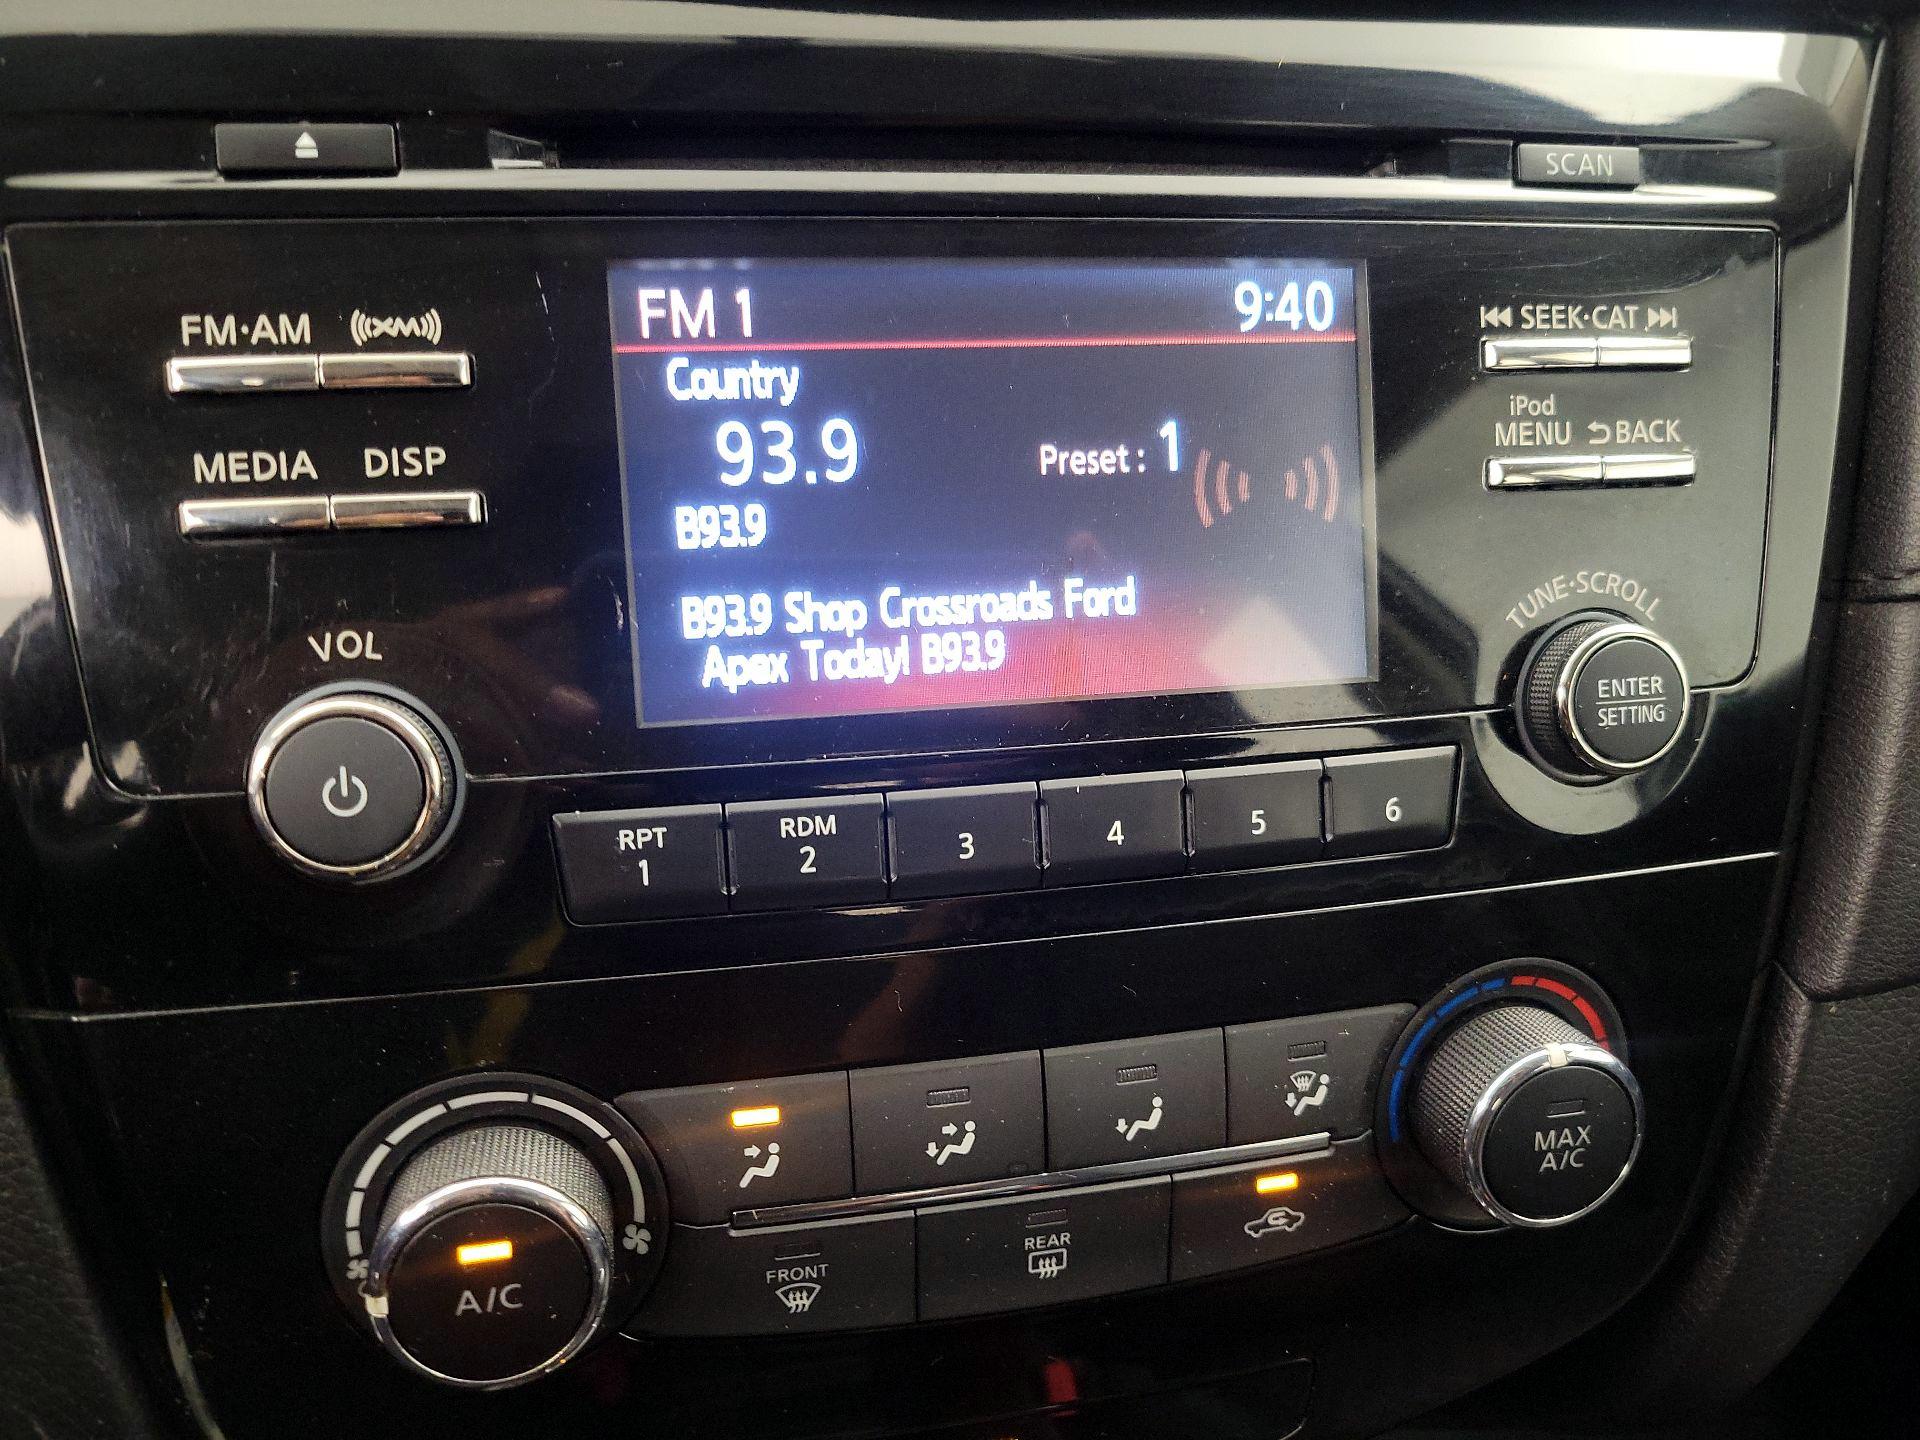 SCAN
FM·AM
XM
FM 1
9:40
SEEK·CAT
Country
93.9
Preset: 1
iPod
MENU
BACK
MEDIA
DISP
B93.9
B93.9 Shop Crossroads Ford
Apex Today! B93.9
TUNE·SCROLL
VOL
ENTER
SETTING
RPT
1
RDM
2
3
4
5
6
MAX
A/C
A/C
FRONT
REAR